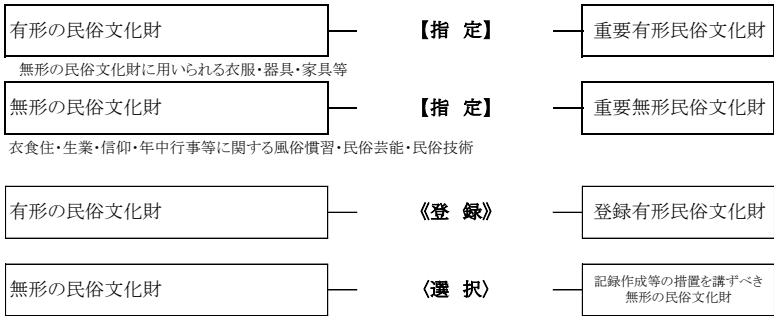 有形の民俗文化財 【指 定】 重要有形民俗文化財
無形の民俗文化財に用いられる衣服・器具・家具等
無形の民俗文化財 【指 定】 重要無形民俗文化財
衣食住・生業・信仰・年中行事等に関する風俗慣習・民俗芸能・民俗技術
有形の民俗文化財 《登 録》 登録有形民俗文化財
無形の民俗文化財 〈選 択〉 記録作成等の措置を講ずべき
無形の民俗文化財